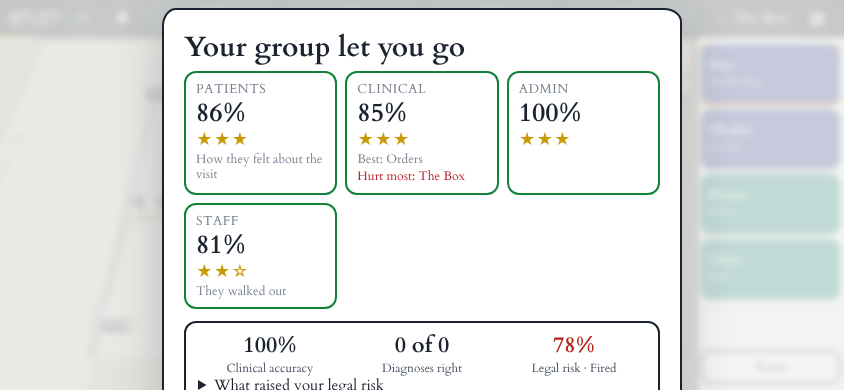 Your group let you go
PATIENTS
86%
★★★
How they felt about the
visit
CLINICAL
85%
★★★
Best: Orders
Hurt most: The Box
ADMIN
100%
★★★
STAFF
81%
★★☆
They walked out
100%
Clinical accuracy
0 of 0
Diagnoses right
78%
Legal risk · Fired
▶ What raised your legal risk
The Box